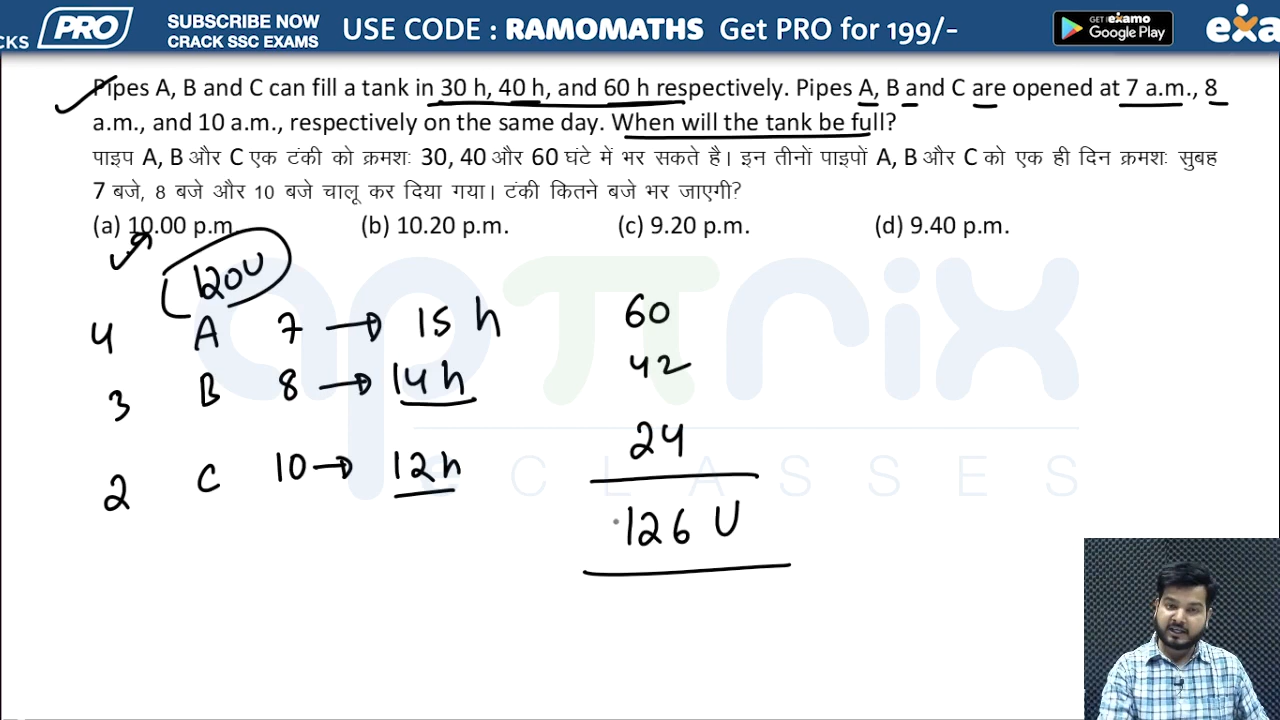 CKS PRO SUBSCRIBE NOW
CRACK SSC EXAMS
USE CODE : RAMOMATHS Get PRO for 199/-
GET IT examo
Google Play
exa
Pipes A, B and C can fill a tank in 30 h, 40 h, and 60 h respectively. Pipes A, B and C are opened at 7 a.m., 8
a.m., and 10 a.m., respectively on the same day. When will the tank be full?
पाइप A, B और C एक टंकी को क्रमशः 30, 40 और 60 घंटे में भर सकते है। इन तीनों पाइपों A, B और C को एक ही दिन क्रमशः सुबह
7 बजे, 8 बजे और 10 बजे चालू कर दिया गया। टंकी कितने बजे भर जाएगी?
(a) 10.00 p.m. (b) 10.20 p.m. (c) 9.20 p.m. (d) 9.40 p.m.
120U
4 A 7 → 15 h 60
3 B 8 → 14 h 42
2 C 10 → 12 h 24
126 U
apπrix
CLASSES